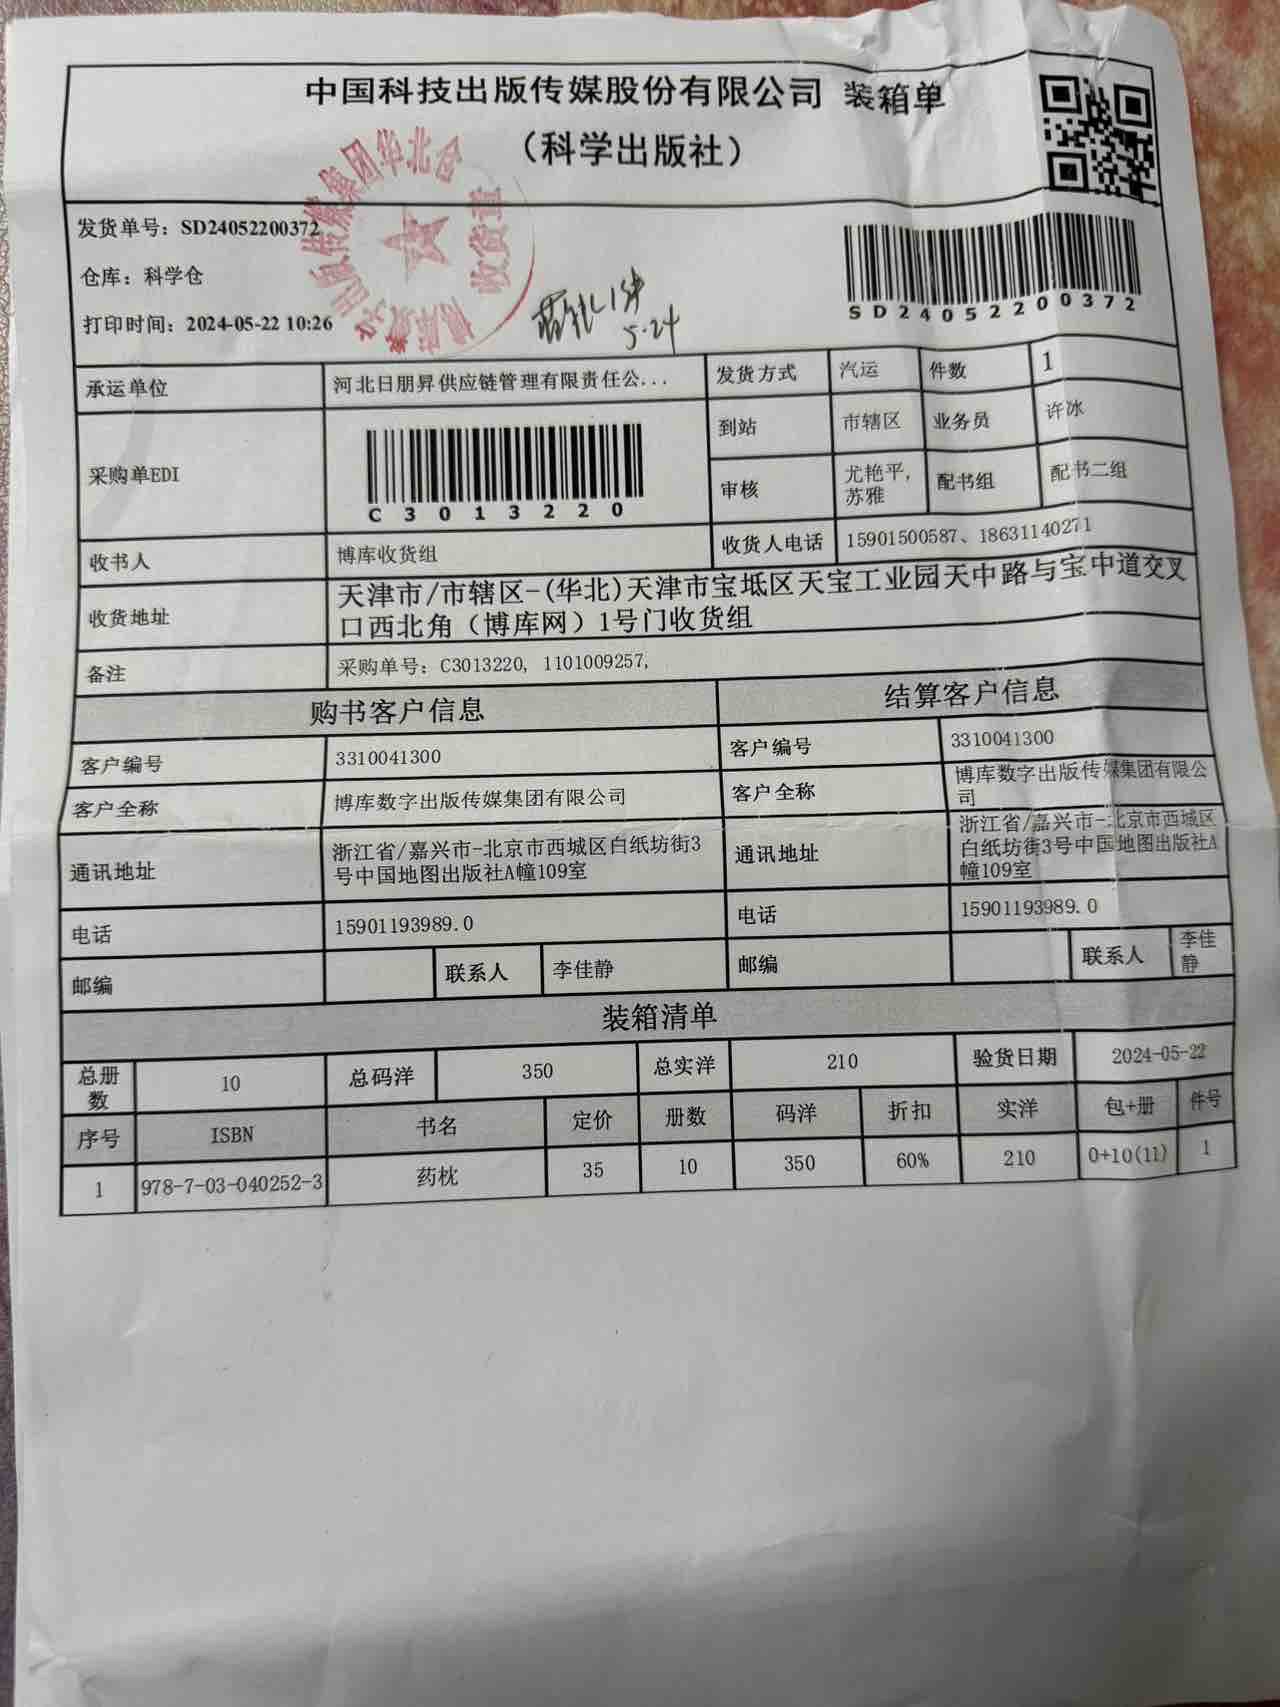 中国科技出版传媒股份有限公司 装箱单
（科学出版社）
发货单号：SD24052200372
仓库：科学仓
打印时间：2024-05-22 10:26
收货章
5.24
SD24052200372
承运单位 河北日朋昇供应链管理有限责任公... 发货方式 汽运 件数 1
采购单EDI C3013220 到站 市辖区 业务员 许冰
审核 尤艳平, 苏雅 配书组 配书二组
收书人 博库收货组 收货人电话 15901500587、18631140271
收货地址 天津市/市辖区-(华北)天津市宝坻区天宝工业园天中路与宝中道交叉
口西北角（博库网）1号门收货组
备注 采购单号：C3013220, 1101009257,
购书客户信息 结算客户信息
客户编号 3310041300 客户编号 3310041300
客户全称 博库数字出版传媒集团有限公司 客户全称 博库数字出版传媒集团有限公司
通讯地址 浙江省/嘉兴市-北京市西城区白纸坊街3号中国地图出版社A幢109室 通讯地址 浙江省/嘉兴市-北京市西城区白纸坊街3号中国地图出版社A幢109室
电话 15901193989.0 电话 15901193989.0
邮编 联系人 李佳静 邮编 联系人 李佳静
装箱清单
总册数 10 总码洋 350 总实洋 210 验货日期 2024-05-22
序号 ISBN 书名 定价 册数 码洋 折扣 实洋 包+册 件号
1 978-7-03-040252-3 药枕 35 10 350 60% 210 0+10(11) 1